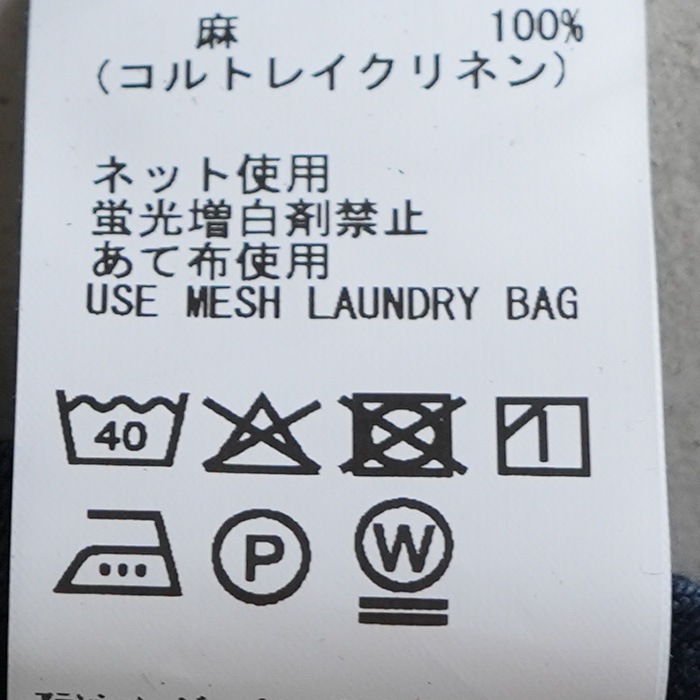 麻 100%
(コルトレイクリネン)
ネット使用
蛍光増白剤禁止
あて布使用
USE MESH LAUNDRY BAG
40
P W